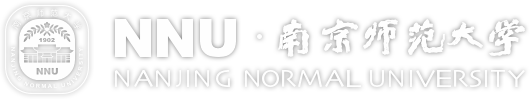 1902
NNU
NNU · 南京师范大学
NANJING NORMAL UNIVERSITY